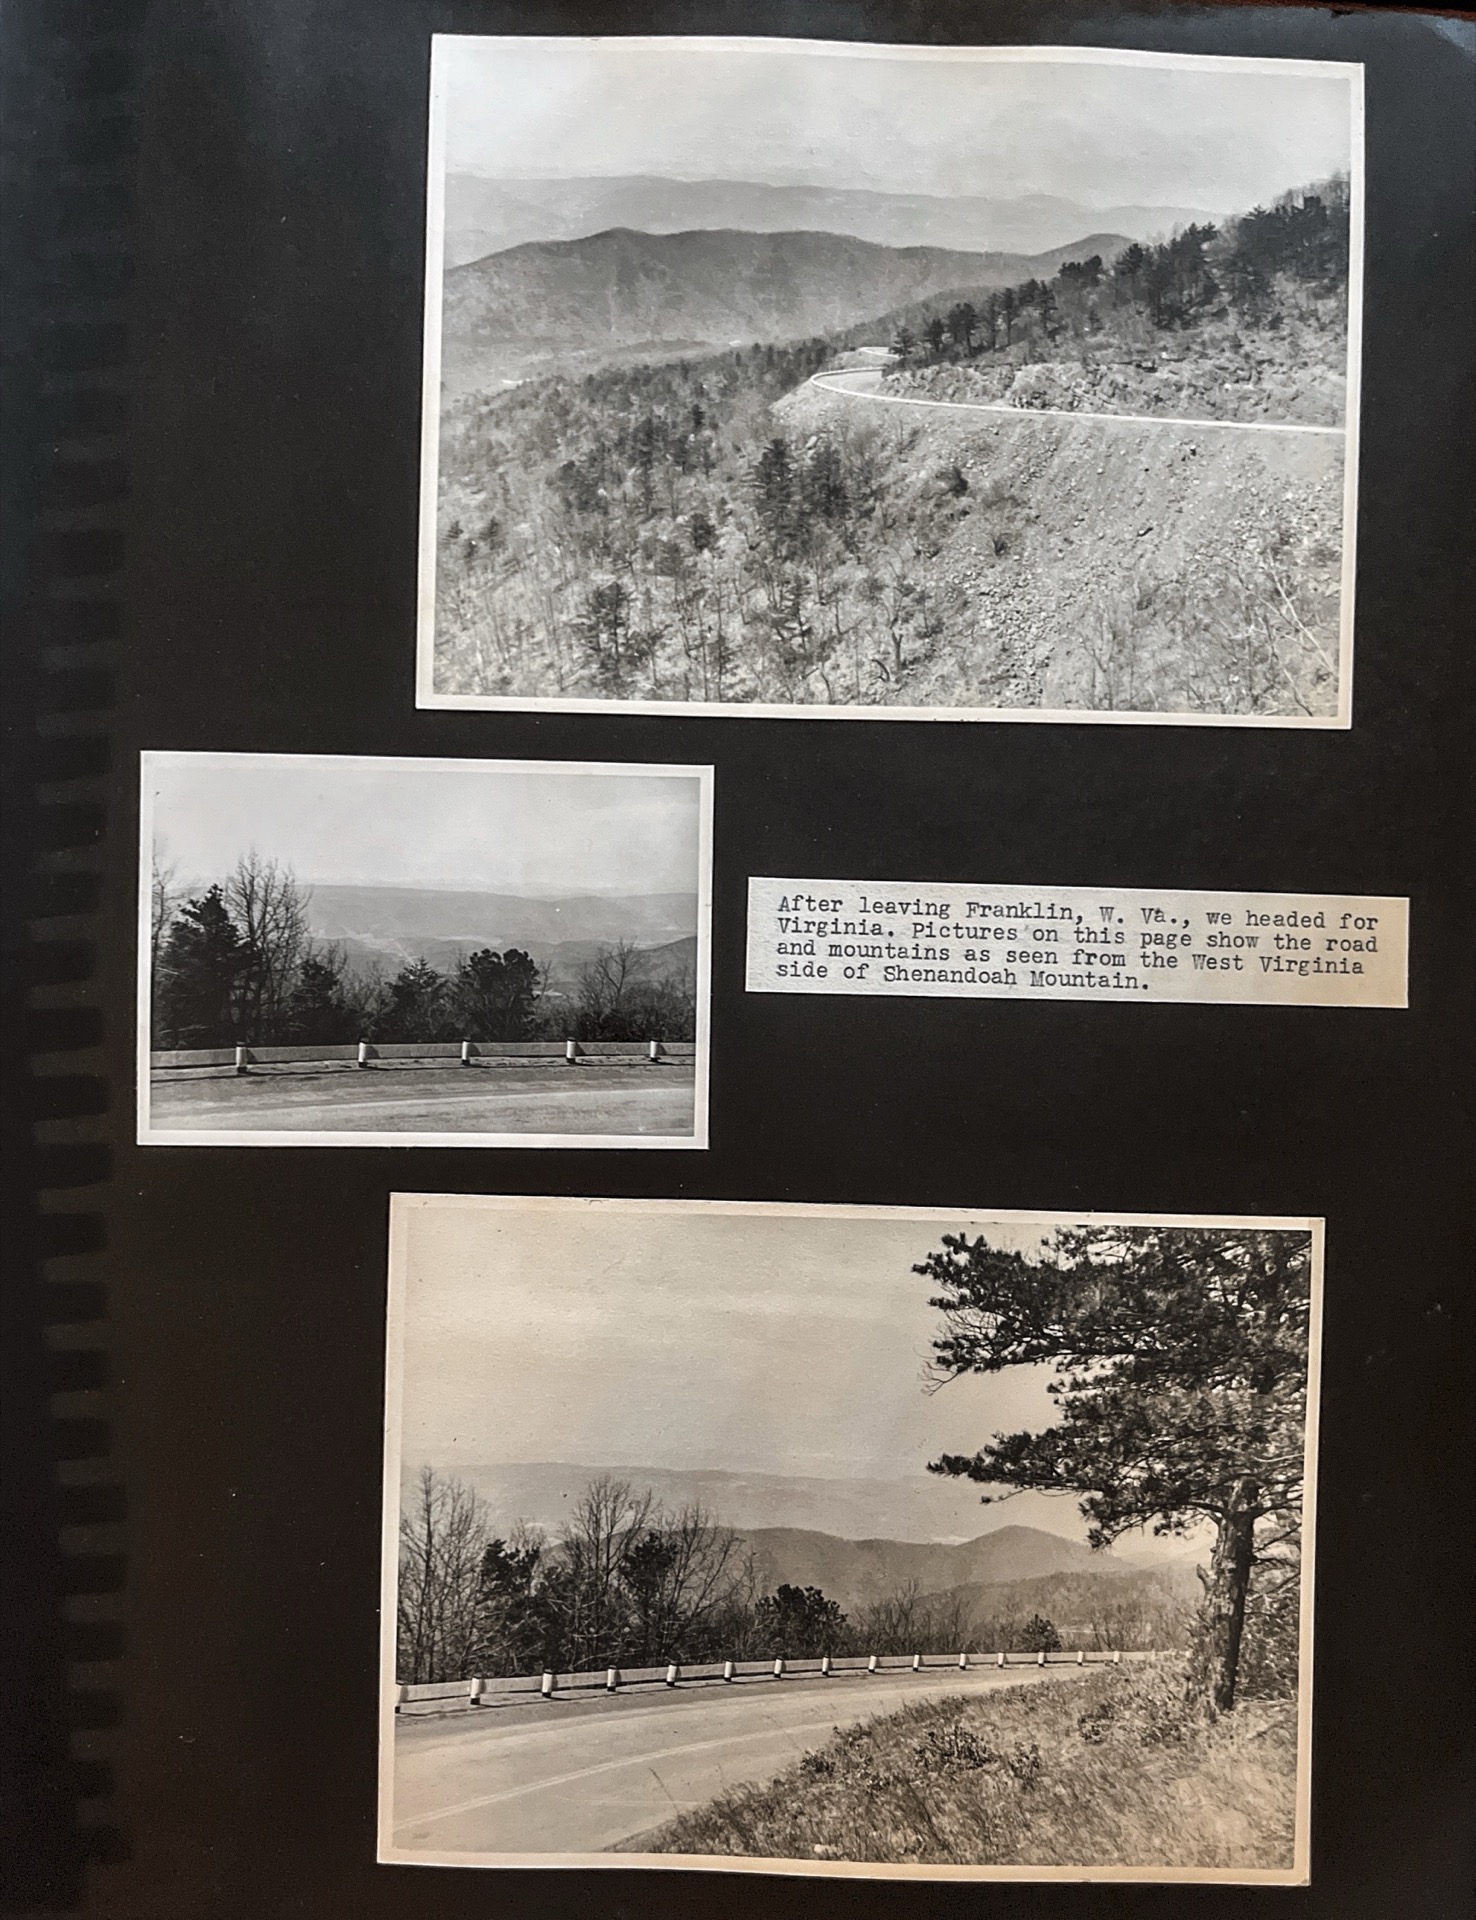 After leaving Franklin, W. Va., we headed for
Virginia. Pictures on this page show the road
and mountains as seen from the West Virginia
side of Shenandoah Mountain.